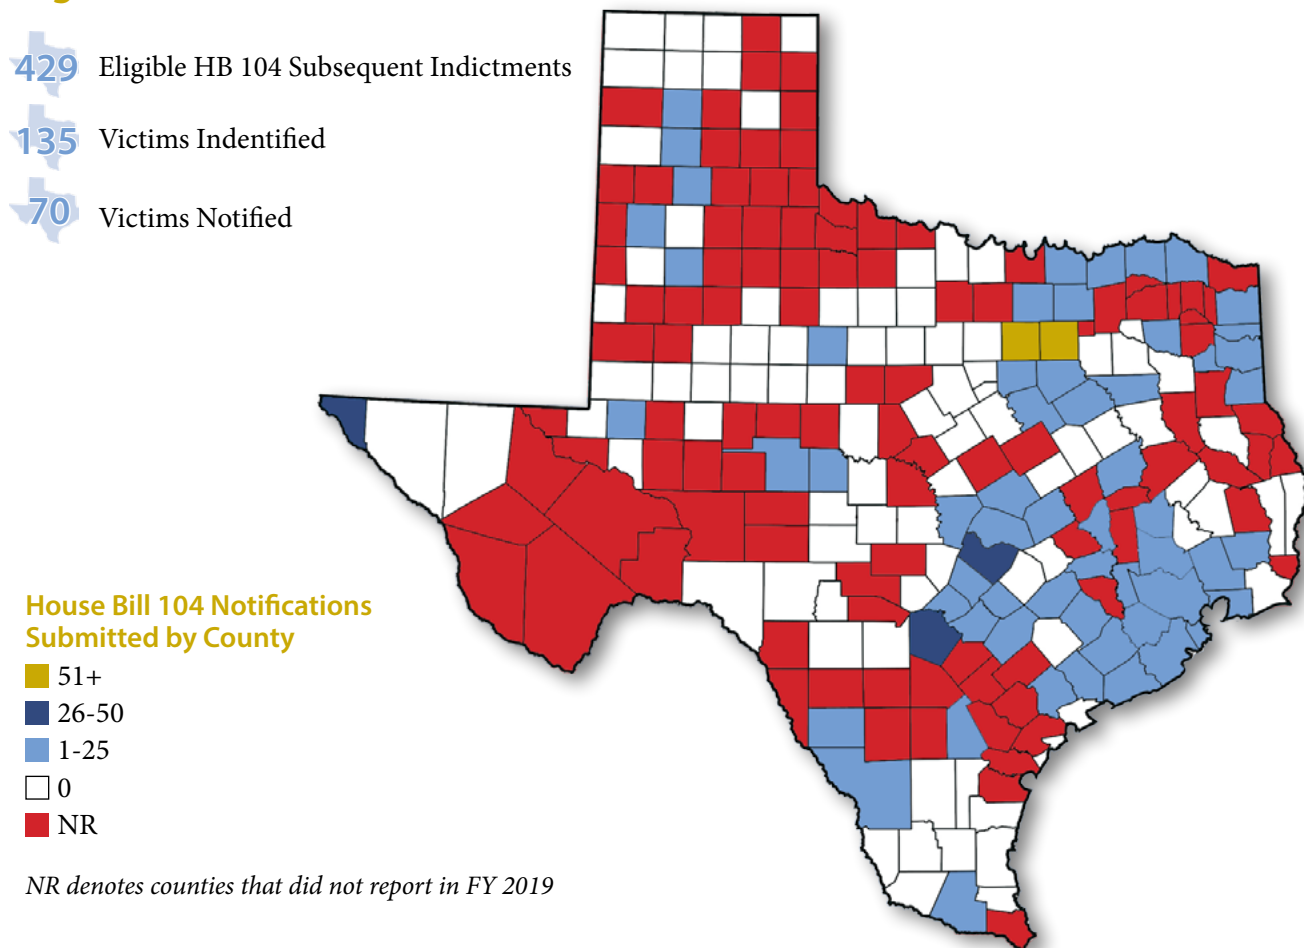 429 Eligible HB 104 Subsequent Indictments
135 Victims Indentified
70 Victims Notified
House Bill 104 Notifications
Submitted by County
51+
26-50
1-25
0
NR
NR denotes counties that did not report in FY 2019